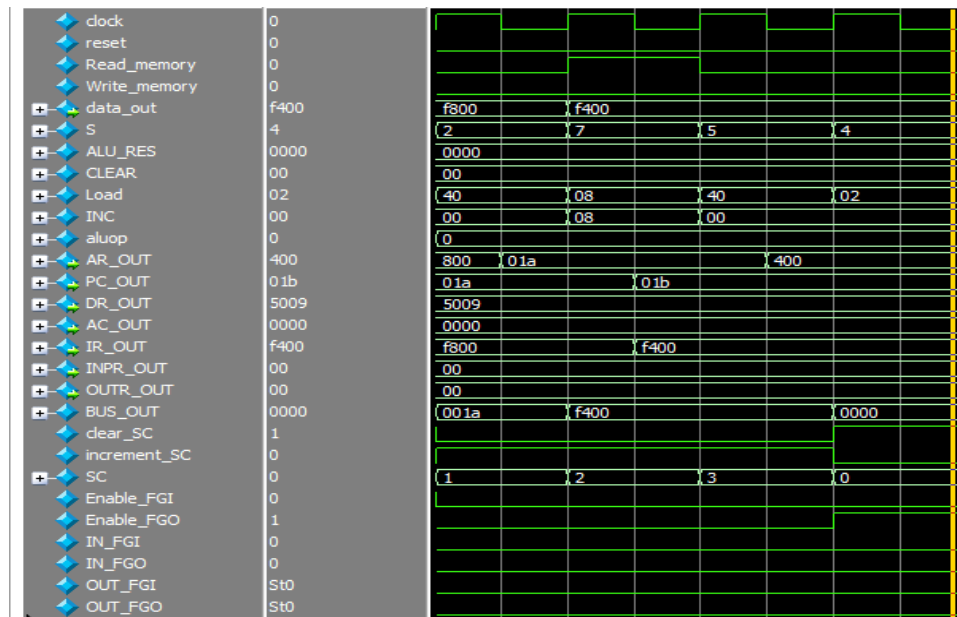 clock 0
reset 0
Read_memory 0
Write_memory 0
data_out f400 f800 f400
S 4 2 7 5 4
ALU_RES 0000 0000
CLEAR 00 00
Load 02 40 08 40 02
INC 00 00 08 00
aluop 0 0
AR_OUT 400 800 01a 400
PC_OUT 01b 01a 01b
DR_OUT 5009 5009
AC_OUT 0000 0000
IR_OUT f400 f800 f400
INPR_OUT 00 00
OUTR_OUT 00 00
BUS_OUT 0000 001a f400 0000
clear_SC 1
increment_SC 0
SC 0 1 2 3 0
Enable_FGI 0
Enable_FGO 1
IN_FGI 0
IN_FGO 0
OUT_FGI St0
OUT_FGO St0